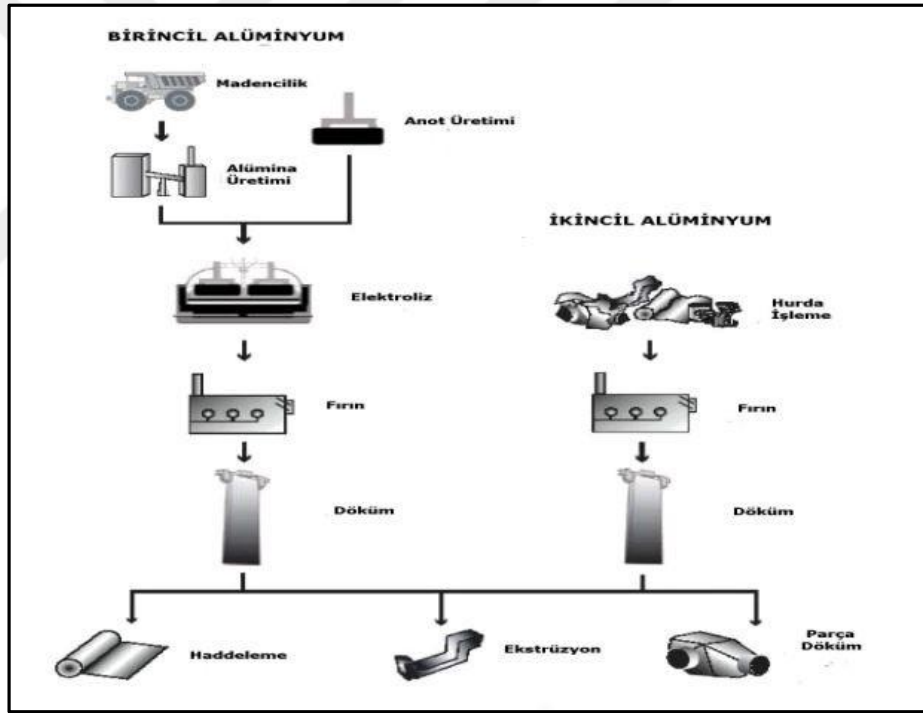 BİRİNCİL ALÜMİNYUM
Madencilik
Anot Üretimi
Alümina
Üretimi
İKİNCİL ALÜMİNYUM
Elektroliz
Hurda
İşleme
Fırın
Fırın
Döküm
Döküm
Haddeleme
Ekstrüzyon
Parça
Döküm